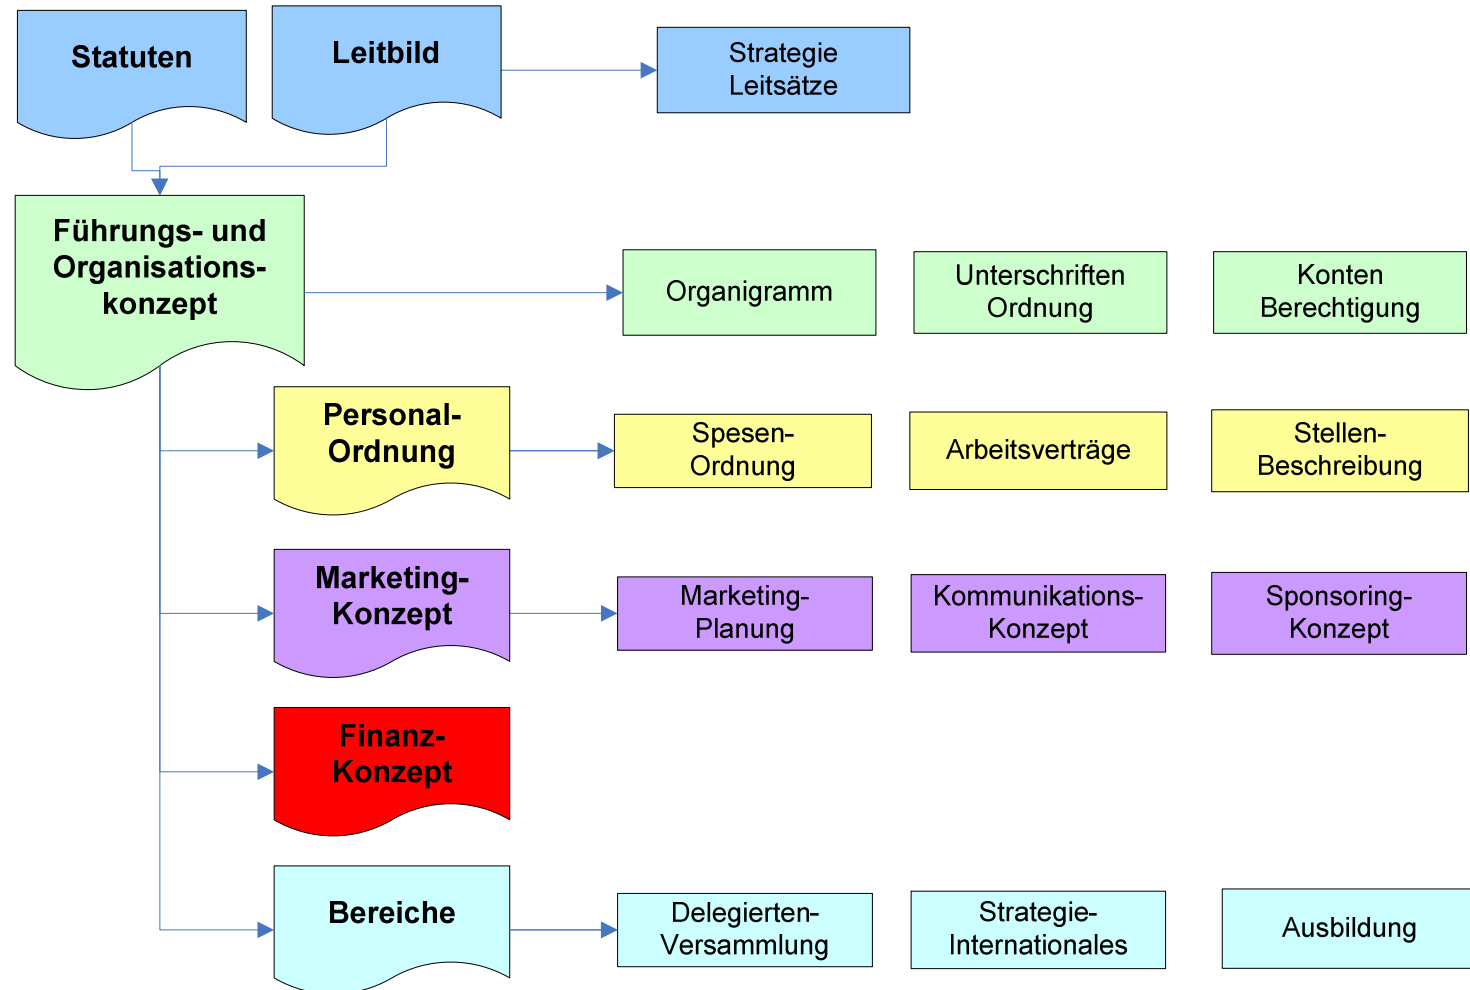 Statuten
Leitbild
Strategie
Leitsätze
Führungs- und
Organisations-
konzept
Organigramm
Unterschriften
Ordnung
Konten
Berechtigung
Personal-
Ordnung
Spesen-
Ordnung
Arbeitsverträge
Stellen-
Beschreibung
Marketing-
Konzept
Marketing-
Planung
Kommunikations-
Konzept
Sponsoring-
Konzept
Finanz-
Konzept
Bereiche
Delegierten-
Versammlung
Strategie-
Internationales
Ausbildung